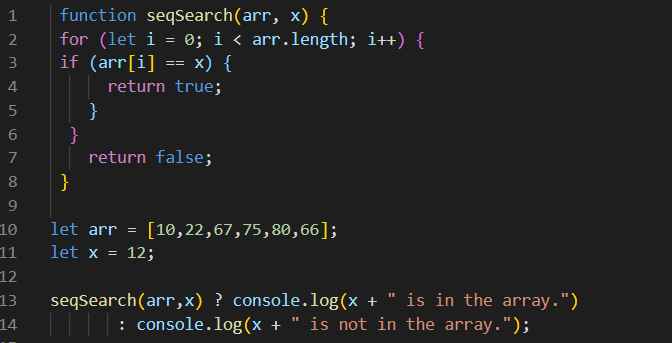 1 function seqSearch(arr, x) {
2 for (let i = 0; i < arr.length; i++) {
3 if (arr[i] == x) {
4 return true;
5 }
6 }
7 return false;
8 }
9
10 let arr = [10,22,67,75,80,66];
11 let x = 12;
12
13 seqSearch(arr,x) ? console.log(x + " is in the array.")
14 : console.log(x + " is not in the array.");